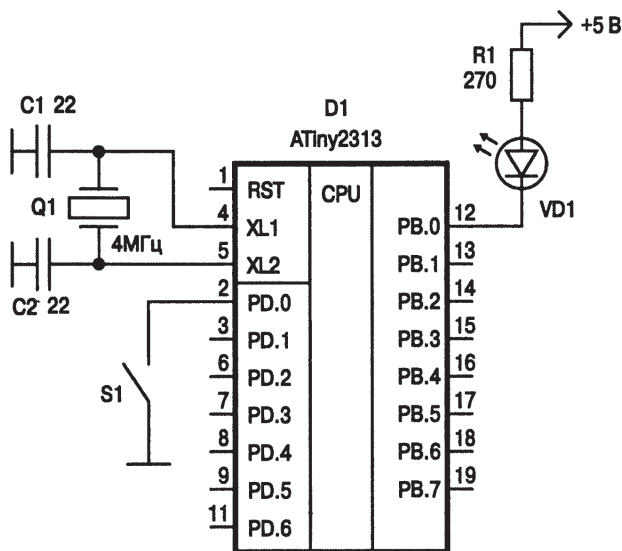 +5 В
R1
270
C1 22
D1
ATiny2313
1 RST CPU
Q1
4 XL1 PB.0 12
VD1
4МГц
5 XL2 PB.1 13
C2 22
2 PD.0 PB.2 14
3 PD.1 PB.3 15
S1
6 PD.2 PB.4 16
7 PD.3 PB.5 17
8 PD.4 PB.6 18
9 PD.5 PB.7 19
11 PD.6